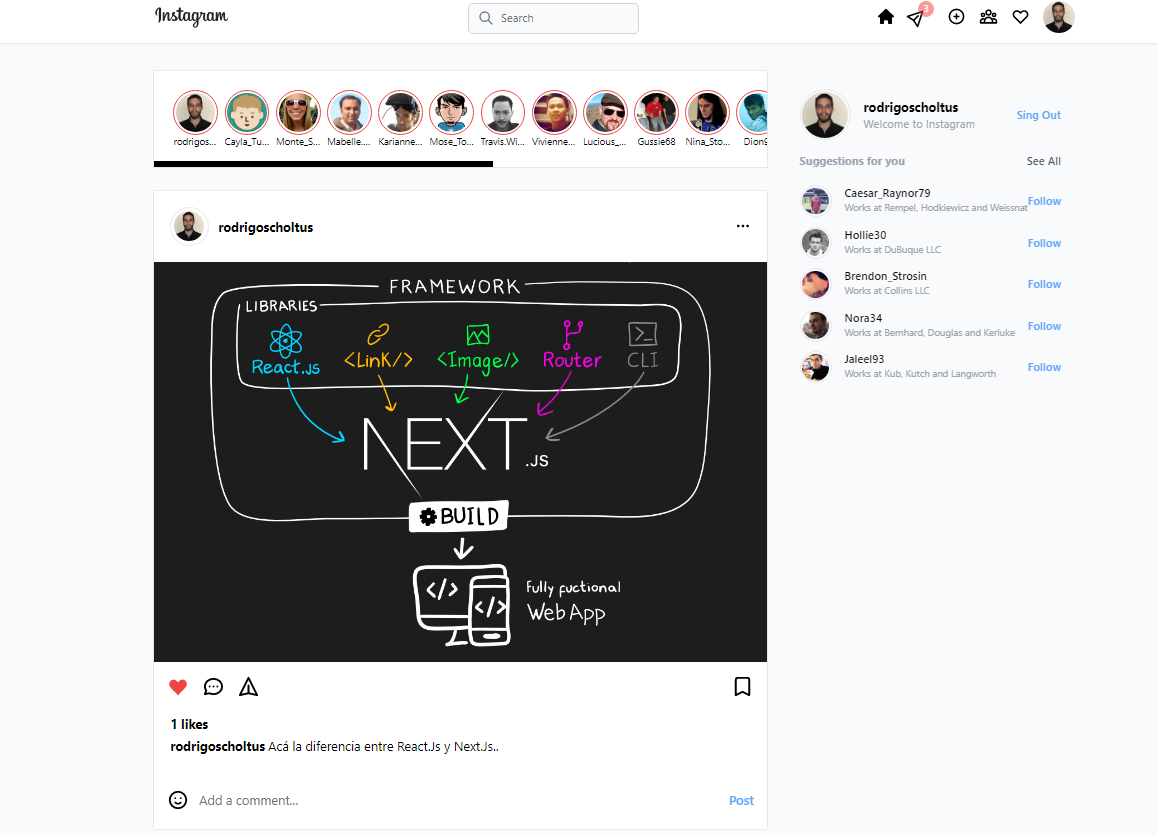 Instagram
Search
3
rodrigos...
Cayla_Tu...
Monte_S...
Mabelle....
Karianne...
Mose_To...
Travis.Wi...
Vivienne...
Lucious_...
Gussie68
Nina_Sto...
Dion9
rodrigoscholtus
Welcome to Instagram
Sing Out
Suggestions for you
See All
Caesar_Raynor79
Works at Rempel, Hodkiewicz and Weissnat
Follow
Hollie30
Works at DuBuque LLC
Follow
Brendon_Strosin
Works at Collins LLC
Follow
Nora34
Works at Bernhard, Douglas and Kerluke
Follow
Jaleel93
Works at Kub, Kutch and Langworth
Follow
rodrigoscholtus
FRAMEWORK
LIBRARIES
React.js
<LinK/>
<Image/>
Router
CLI
NEXT.JS
BUILD
</>
</>
Fully fuctional
Web App
1 likes
rodrigoscholtus Acá la diferencia entre React.Js y Next.Js..
Add a comment...
Post